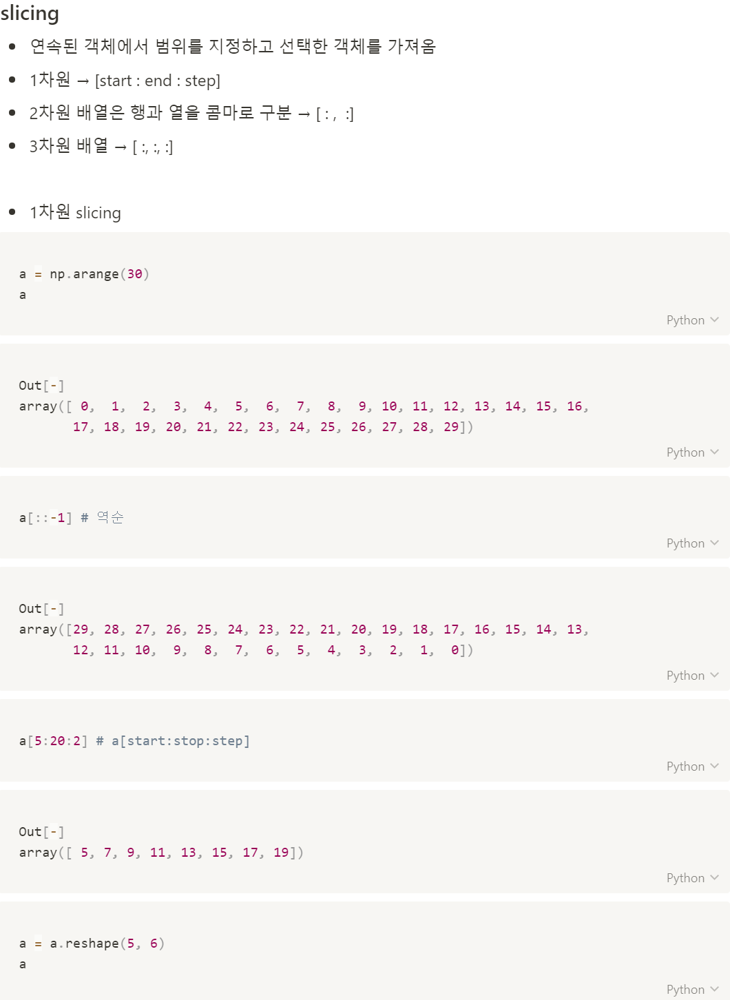 slicing
• 연속된 객체에서 범위를 지정하고 선택한 객체를 가져옴
• 1차원 → [start : end : step]
• 2차원 배열은 행과 열을 콤마로 구분 → [ : ,  :]
• 3차원 배열 → [ :, :, :]
• 1차원 slicing
a = np.arange(30)
a
Python
Out[-]
array([ 0,  1,  2,  3,  4,  5,  6,  7,  8,  9, 10, 11, 12, 13, 14, 15, 16,
       17, 18, 19, 20, 21, 22, 23, 24, 25, 26, 27, 28, 29])
Python
a[::-1] # 역순
Python
Out[-]
array([29, 28, 27, 26, 25, 24, 23, 22, 21, 20, 19, 18, 17, 16, 15, 14, 13,
       12, 11, 10,  9,  8,  7,  6,  5,  4,  3,  2,  1,  0])
Python
a[5:20:2] # a[start:stop:step]
Python
Out[-]
array([ 5, 7, 9, 11, 13, 15, 17, 19])
Python
a = a.reshape(5, 6)
a
Python